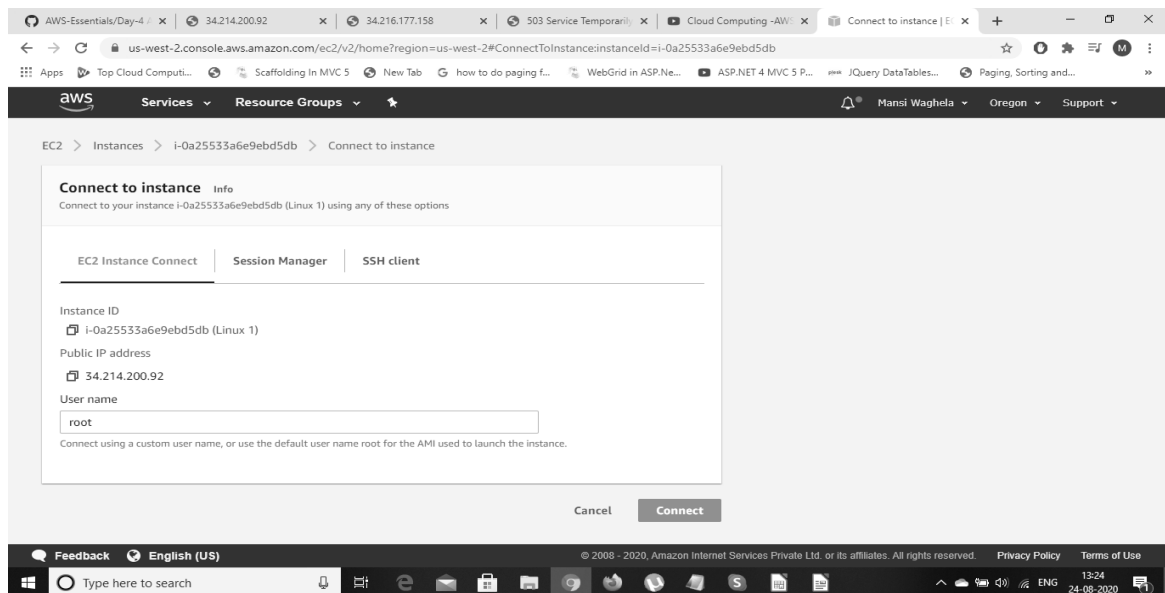 AWS-Essentials/Day-4 34.214.200.92 34.216.177.158 503 Service Temporaril Cloud Computing -AWS Connect to instance | E
us-west-2.console.aws.amazon.com/ec2/v2/home?region=us-west-2#ConnectToInstance:instanceId=i-0a25533a6e9ebd5db M
Apps Top Cloud Computi... Scaffolding In MVC 5 New Tab G how to do paging f... WebGrid in ASP.Ne... ASP.NET 4 MVC 5 P... JQuery DataTables... Paging, Sorting and... »
aws Services Resource Groups Mansi Waghela Oregon Support
EC2 > Instances > i-0a25533a6e9ebd5db > Connect to instance
Connect to instance Info
Connect to your instance i-0a25533a6e9ebd5db (Linux 1) using any of these options
EC2 Instance Connect Session Manager SSH client
Instance ID
i-0a25533a6e9ebd5db (Linux 1)
Public IP address
34.214.200.92
User name
root
Connect using a custom user name, or use the default user name root for the AMI used to launch the instance.
Cancel Connect
Feedback English (US) © 2008 - 2020, Amazon Internet Services Private Ltd. or its affiliates. All rights reserved. Privacy Policy Terms of Use
Type here to search S ENG 13:24
24-08-2020